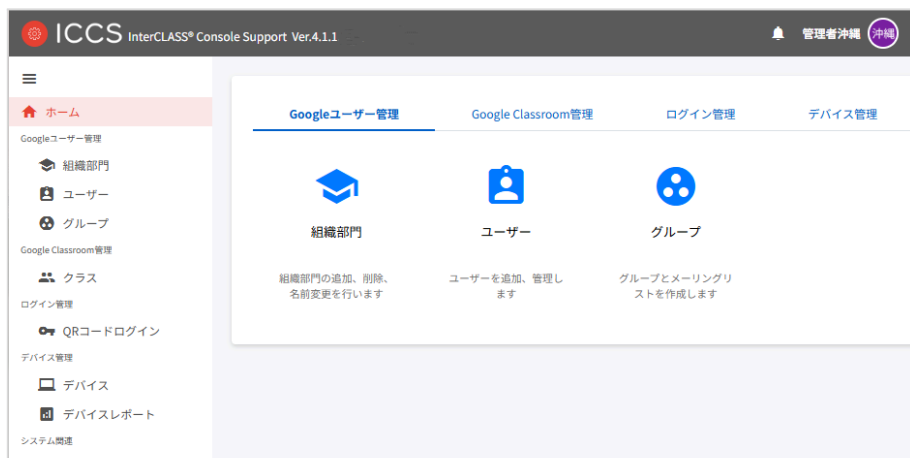 ICCS InterCLASS® Console Support Ver.4.1.1
管理者沖縄 沖縄
ホーム
Googleユーザー管理
組織部門
ユーザー
グループ
Google Classroom管理
クラス
ログイン管理
QRコードログイン
デバイス管理
デバイス
デバイスレポート
システム関連
Googleユーザー管理 Google Classroom管理 ログイン管理 デバイス管理
組織部門
組織部門の追加、削除、
名前変更を行います
ユーザー
ユーザーを追加、管理し
ます
グループ
グループとメーリングリ
ストを作成します